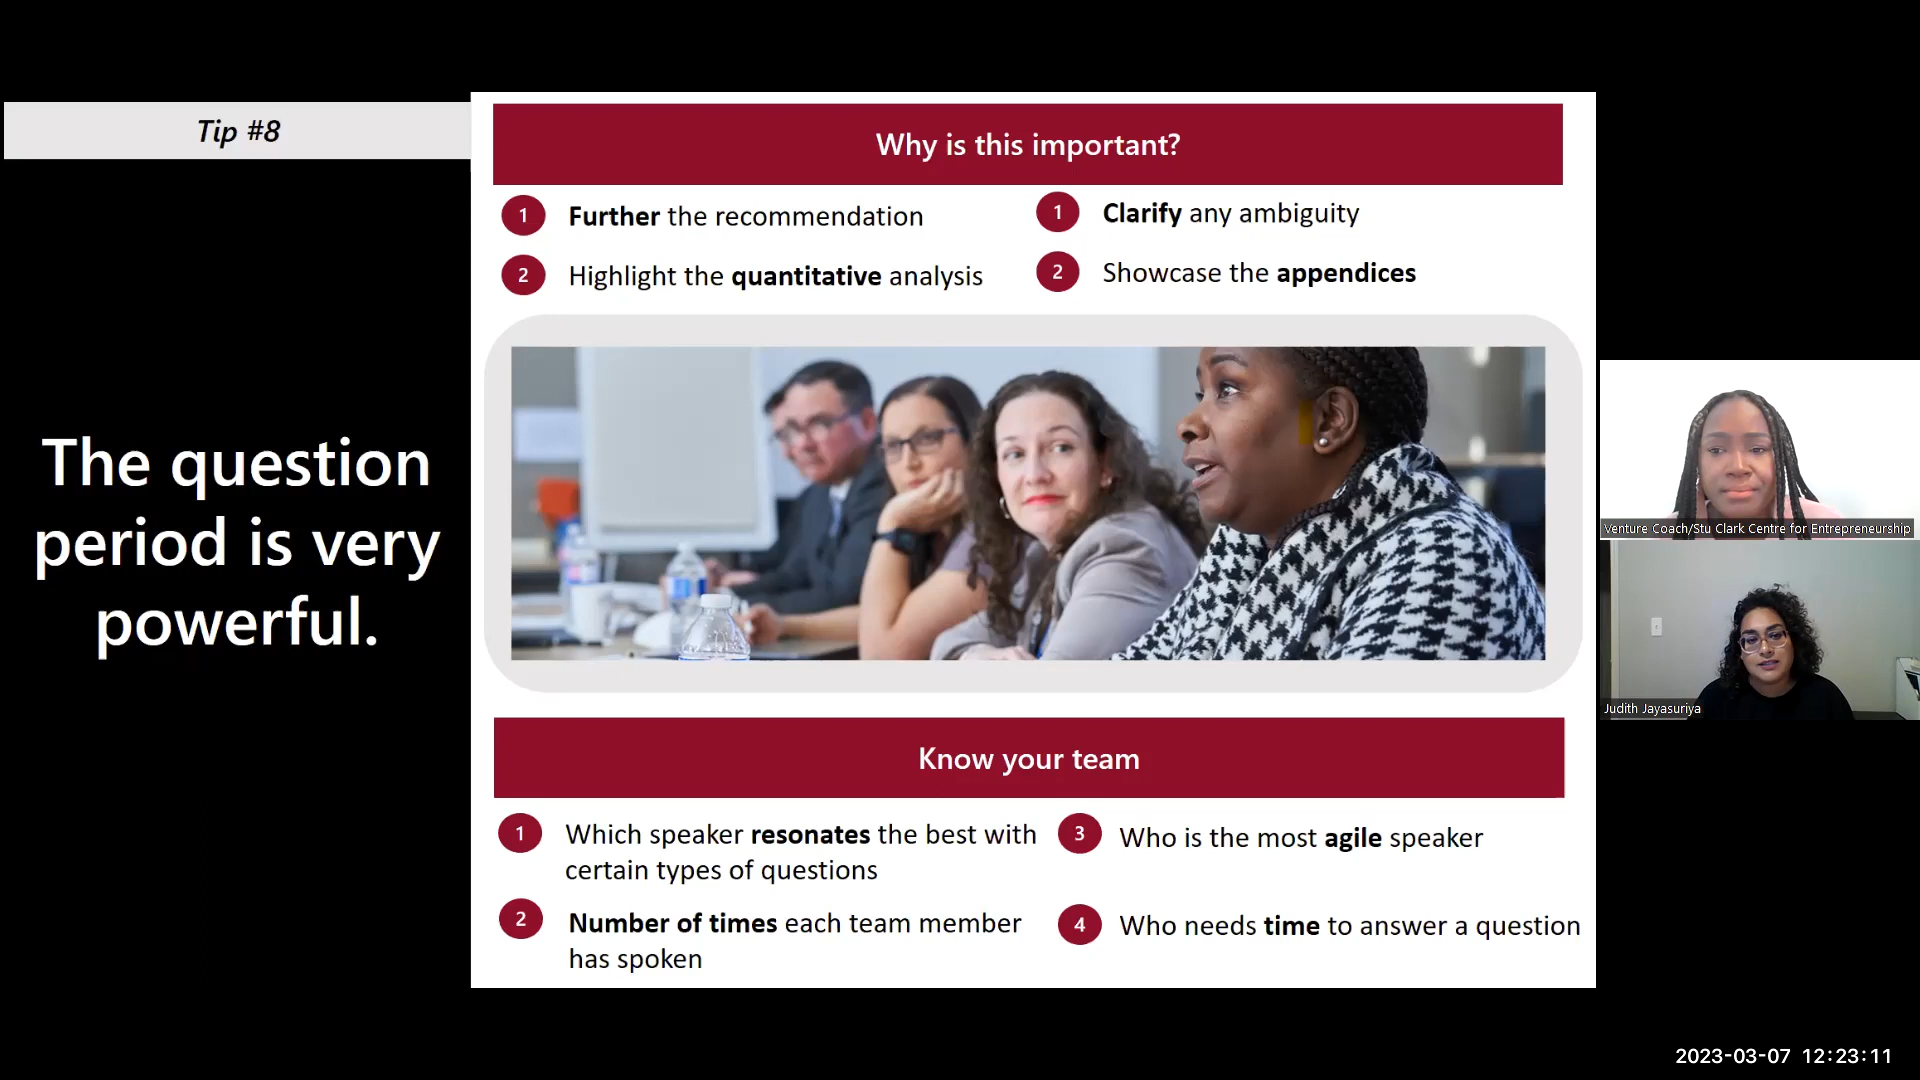 Tip #8
The question
period is very
powerful.
Why is this important?
1 Further the recommendation
2 Highlight the quantitative analysis
1 Clarify any ambiguity
2 Showcase the appendices
Know your team
1 Which speaker resonates the best with
certain types of questions
2 Number of times each team member
has spoken
3 Who is the most agile speaker
4 Who needs time to answer a question
Venture Coach/Stu Clark Centre for Entrepreneurship
Judith Jayasuriya
2023-03-07 12:23:11